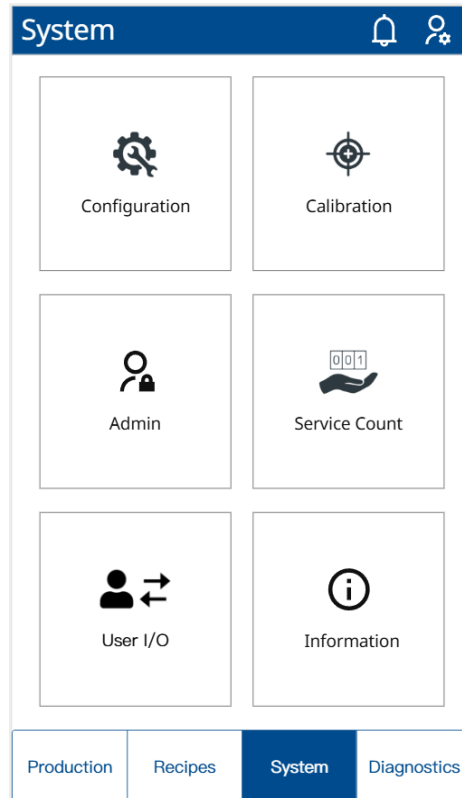 System
Configuration
Calibration
001
Admin
Service Count
User I/O
Information
Production
Recipes
System
Diagnostics